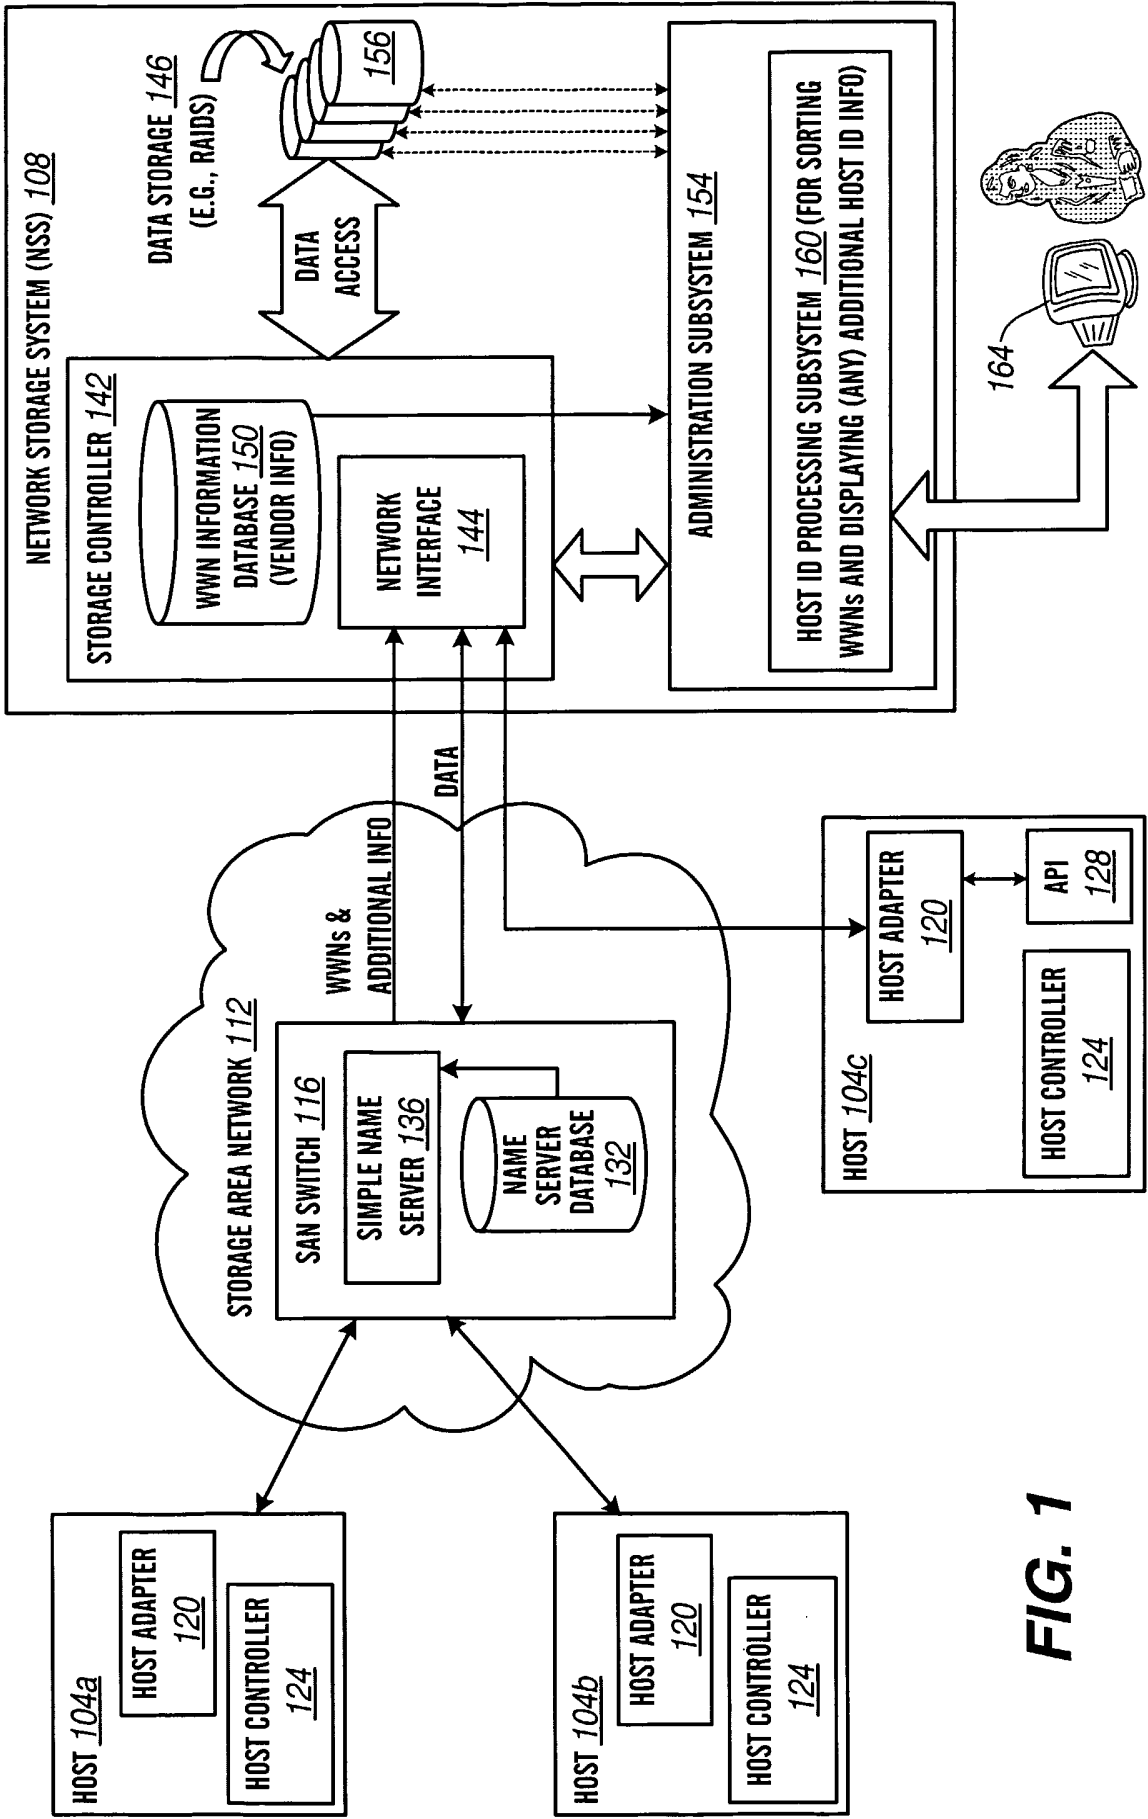 NETWORK STORAGE SYSTEM (NSS) 108
STORAGE CONTROLLER 142
WWN INFORMATION
DATABASE 150
(VENDOR INFO)
NETWORK
INTERFACE
144
DATA
ACCESS
DATA STORAGE 146
(E.G., RAIDS)
156
ADMINISTRATION SUBSYSTEM 154
HOST ID PROCESSING SUBSYSTEM 160 (FOR SORTING
WWNs AND DISPLAYING (ANY) ADDITIONAL HOST ID INFO)
164
WWNs &
ADDITIONAL INFO
DATA
STORAGE AREA NETWORK 112
SAN SWITCH 116
SIMPLE NAME
SERVER 136
NAME
SERVER
DATABASE
132
HOST 104a
HOST ADAPTER
120
HOST CONTROLLER
124
HOST 104b
HOST ADAPTER
120
HOST CONTROLLER
124
HOST 104c
HOST ADAPTER
120
API
128
HOST CONTROLLER
124
FIG. 1